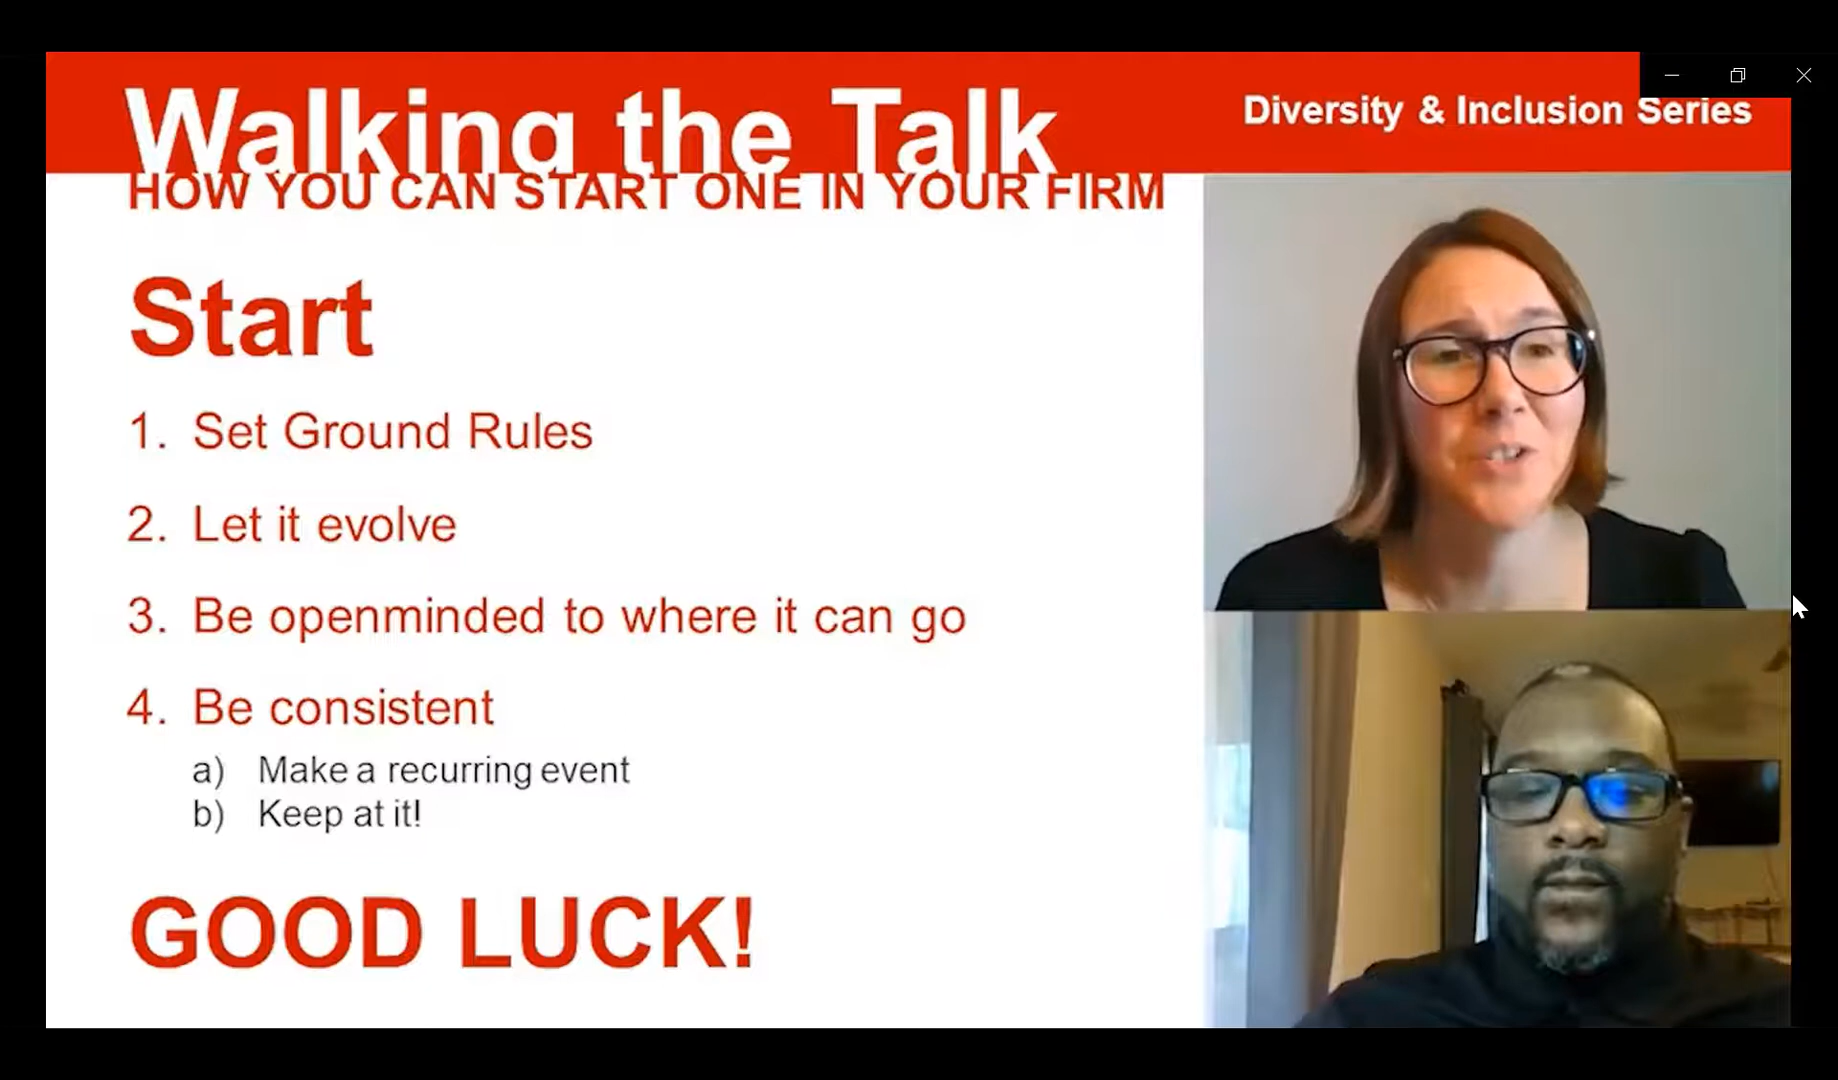 Walking the Talk
Diversity & Inclusion Series
HOW YOU CAN START ONE IN YOUR FIRM
Start
1. Set Ground Rules
2. Let it evolve
3. Be openminded to where it can go
4. Be consistent
a) Make a recurring event
b) Keep at it!
GOOD LUCK!